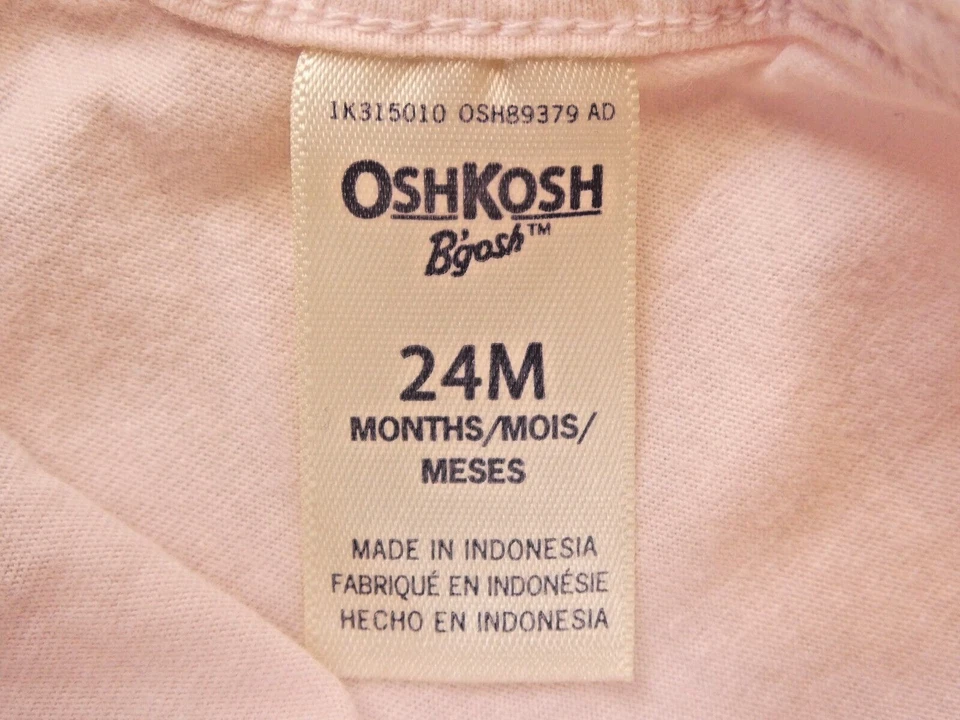 1K315010 OSH89379 AD
OSHKOSH
B'gosh™
24M
MONTHS/MOIS/
MESES
MADE IN INDONESIA
FABRIQUÉ EN INDONÉSIE
HECHO EN INDONESIA